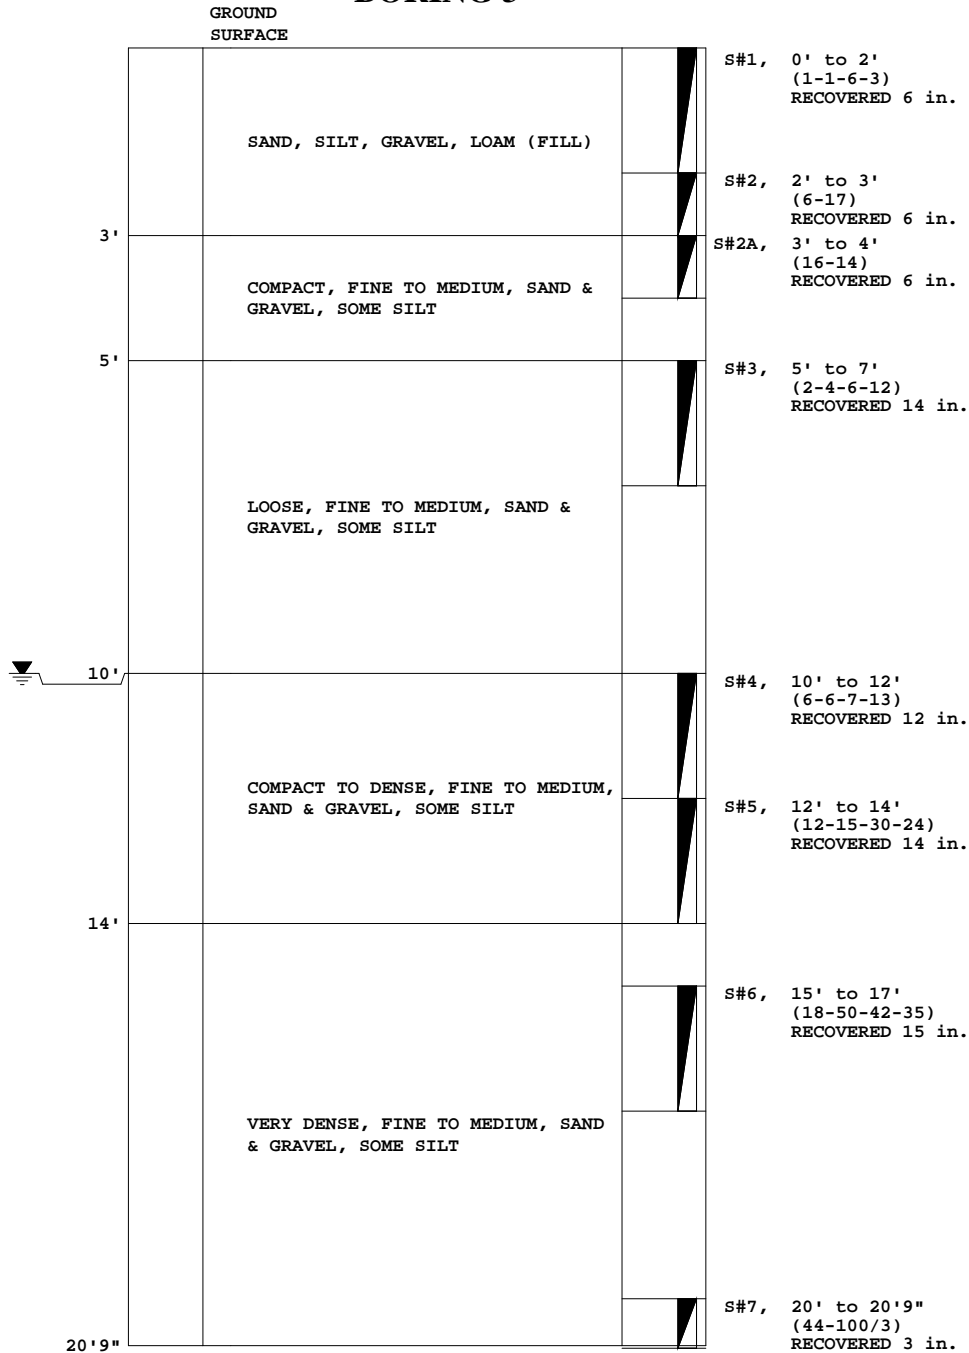 GROUND
SURFACE
S#1, 0' to 2'
(1-1-6-3)
RECOVERED 6 in.
SAND, SILT, GRAVEL, LOAM (FILL)
S#2, 2' to 3'
(6-17)
RECOVERED 6 in.
3'
S#2A, 3' to 4'
(16-14)
RECOVERED 6 in.
COMPACT, FINE TO MEDIUM, SAND &
GRAVEL, SOME SILT
5'
S#3, 5' to 7'
(2-4-6-12)
RECOVERED 14 in.
LOOSE, FINE TO MEDIUM, SAND &
GRAVEL, SOME SILT
10'
S#4, 10' to 12'
(6-6-7-13)
RECOVERED 12 in.
COMPACT TO DENSE, FINE TO MEDIUM,
SAND & GRAVEL, SOME SILT
S#5, 12' to 14'
(12-15-30-24)
RECOVERED 14 in.
14'
S#6, 15' to 17'
(18-50-42-35)
RECOVERED 15 in.
VERY DENSE, FINE TO MEDIUM, SAND
& GRAVEL, SOME SILT
S#7, 20' to 20'9"
(44-100/3)
RECOVERED 3 in.
20'9"